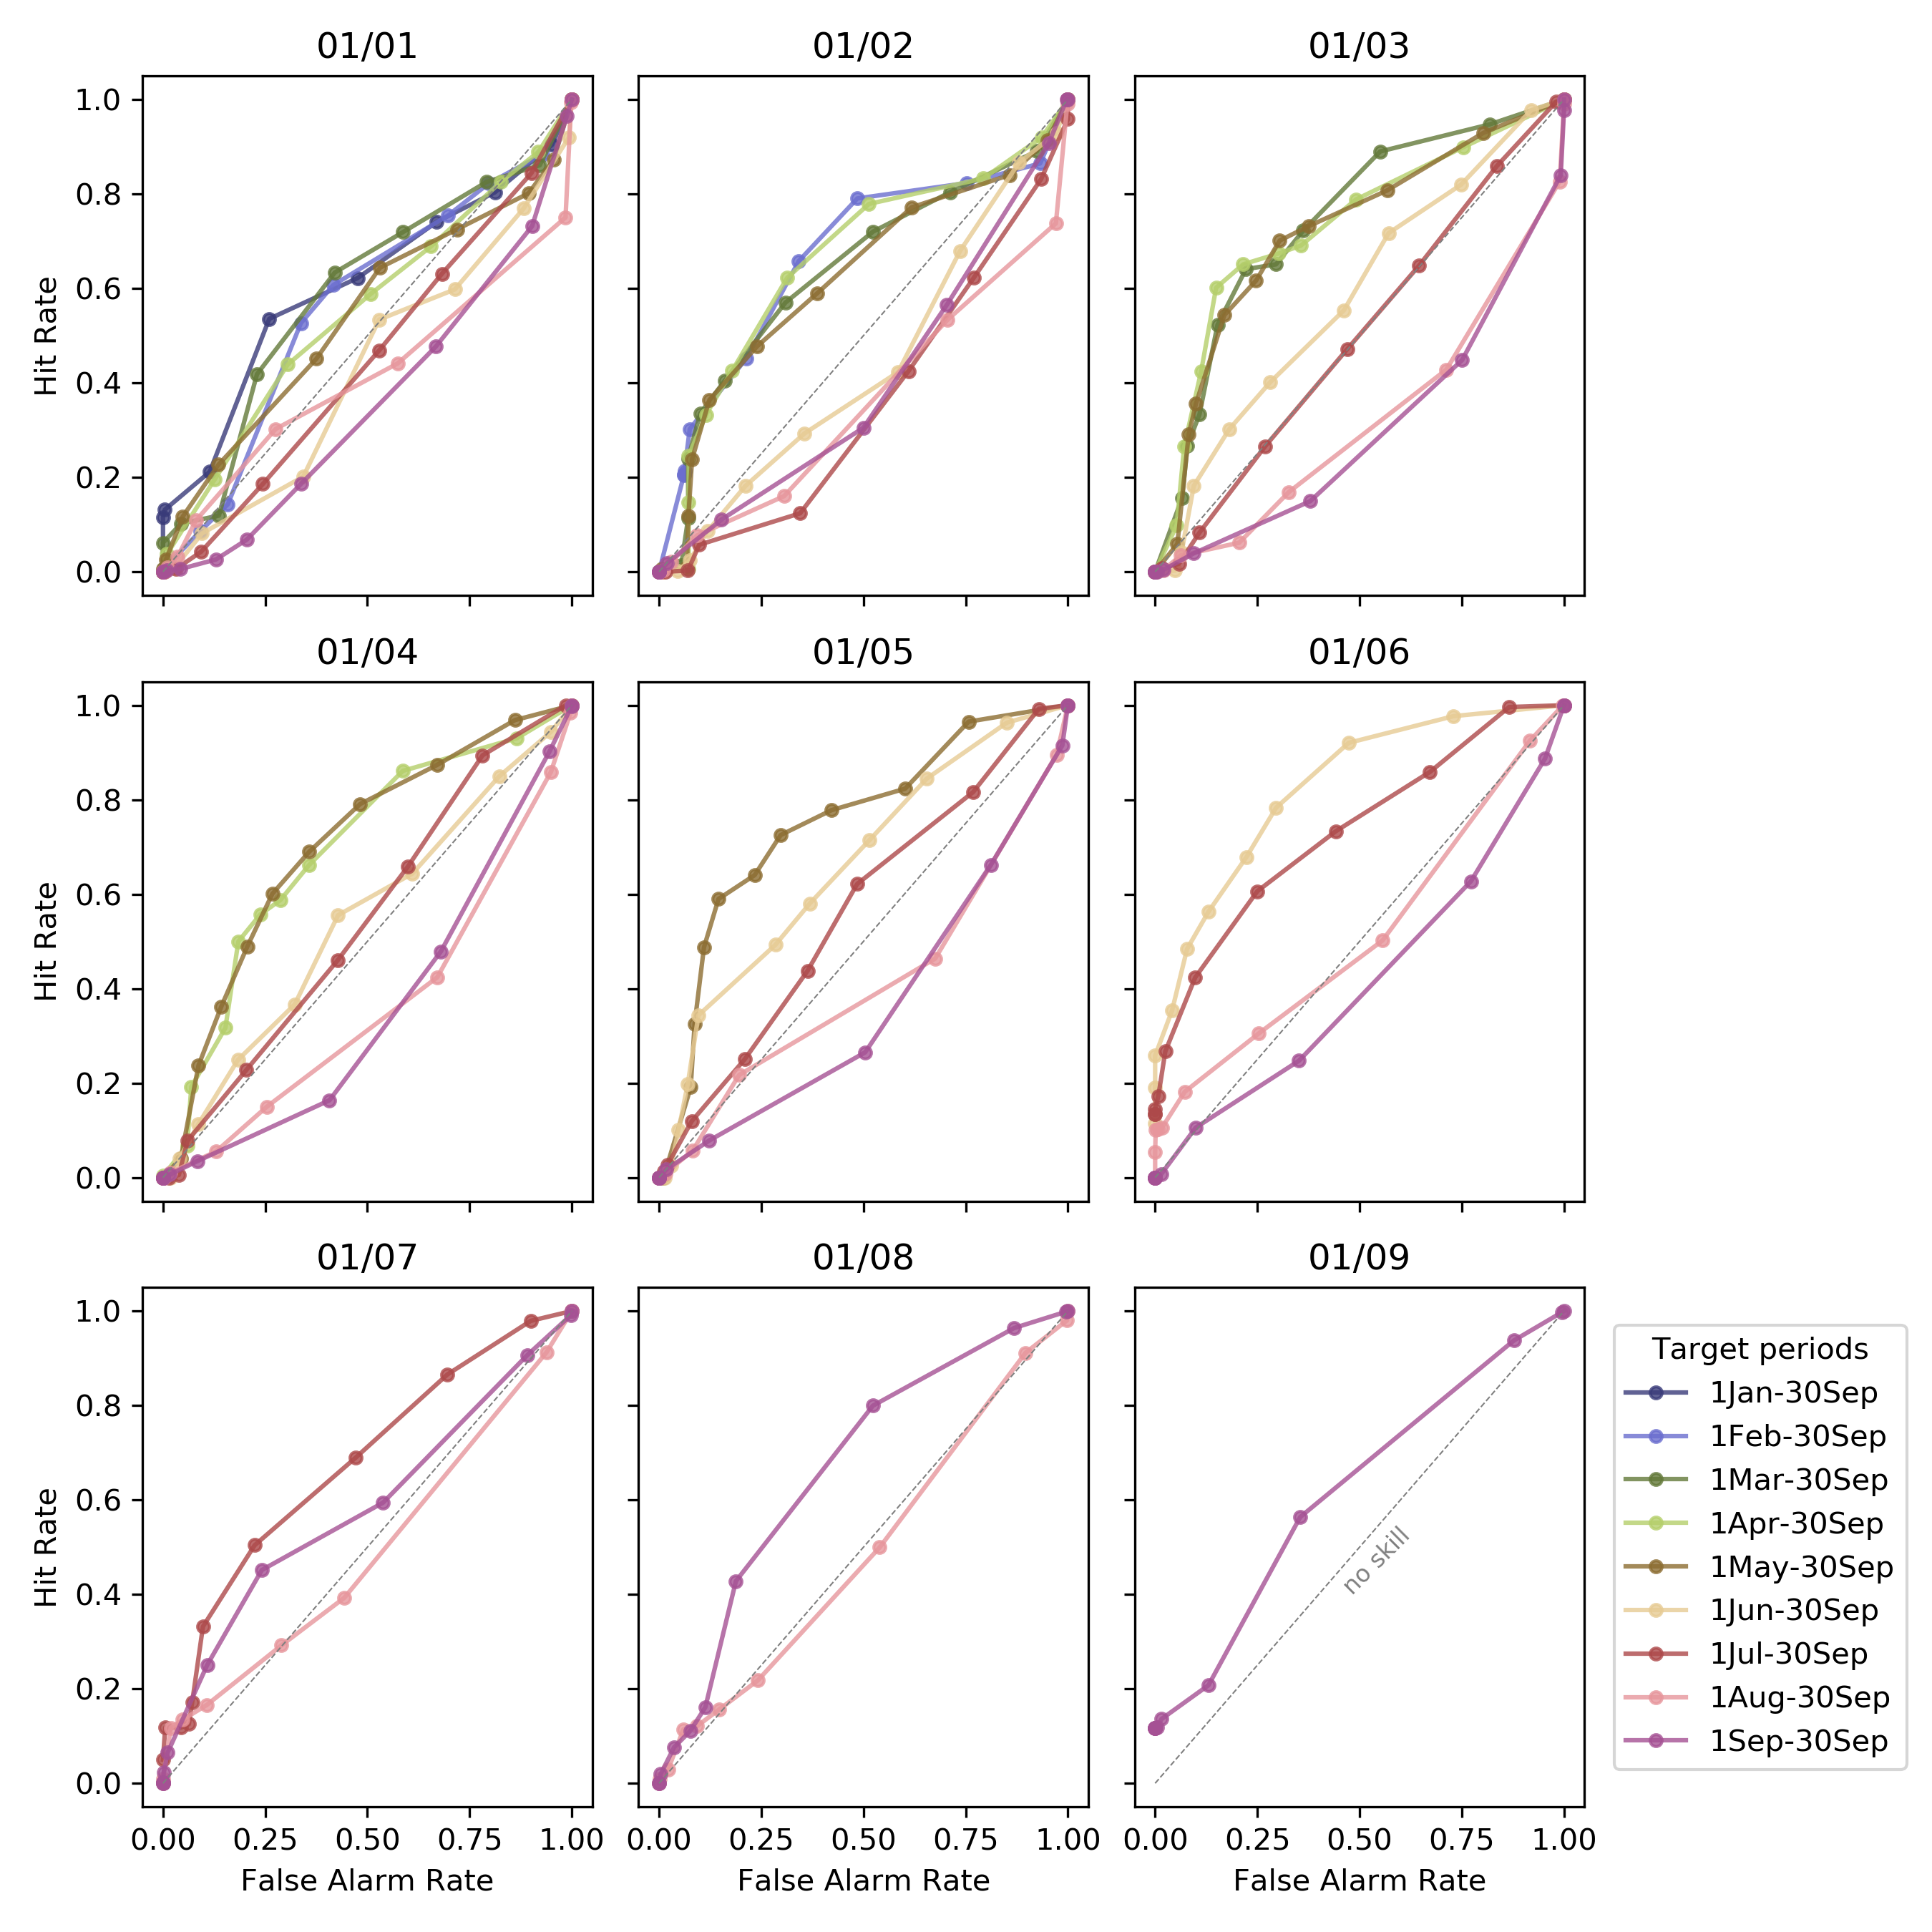 01/01
01/02
01/03
1.0
0.8
0.6
0.4
0.2
0.0
Hit Rate
01/04
01/05
01/06
1.0
0.8
0.6
0.4
0.2
0.0
Hit Rate
01/07
01/08
01/09
1.0
0.8
0.6
0.4
0.2
0.0
Hit Rate
no skill
0.00 0.25 0.50 0.75 1.00
0.00 0.25 0.50 0.75 1.00
0.00 0.25 0.50 0.75 1.00
False Alarm Rate
False Alarm Rate
False Alarm Rate
Target periods
1Jan-30Sep
1Feb-30Sep
1Mar-30Sep
1Apr-30Sep
1May-30Sep
1Jun-30Sep
1Jul-30Sep
1Aug-30Sep
1Sep-30Sep